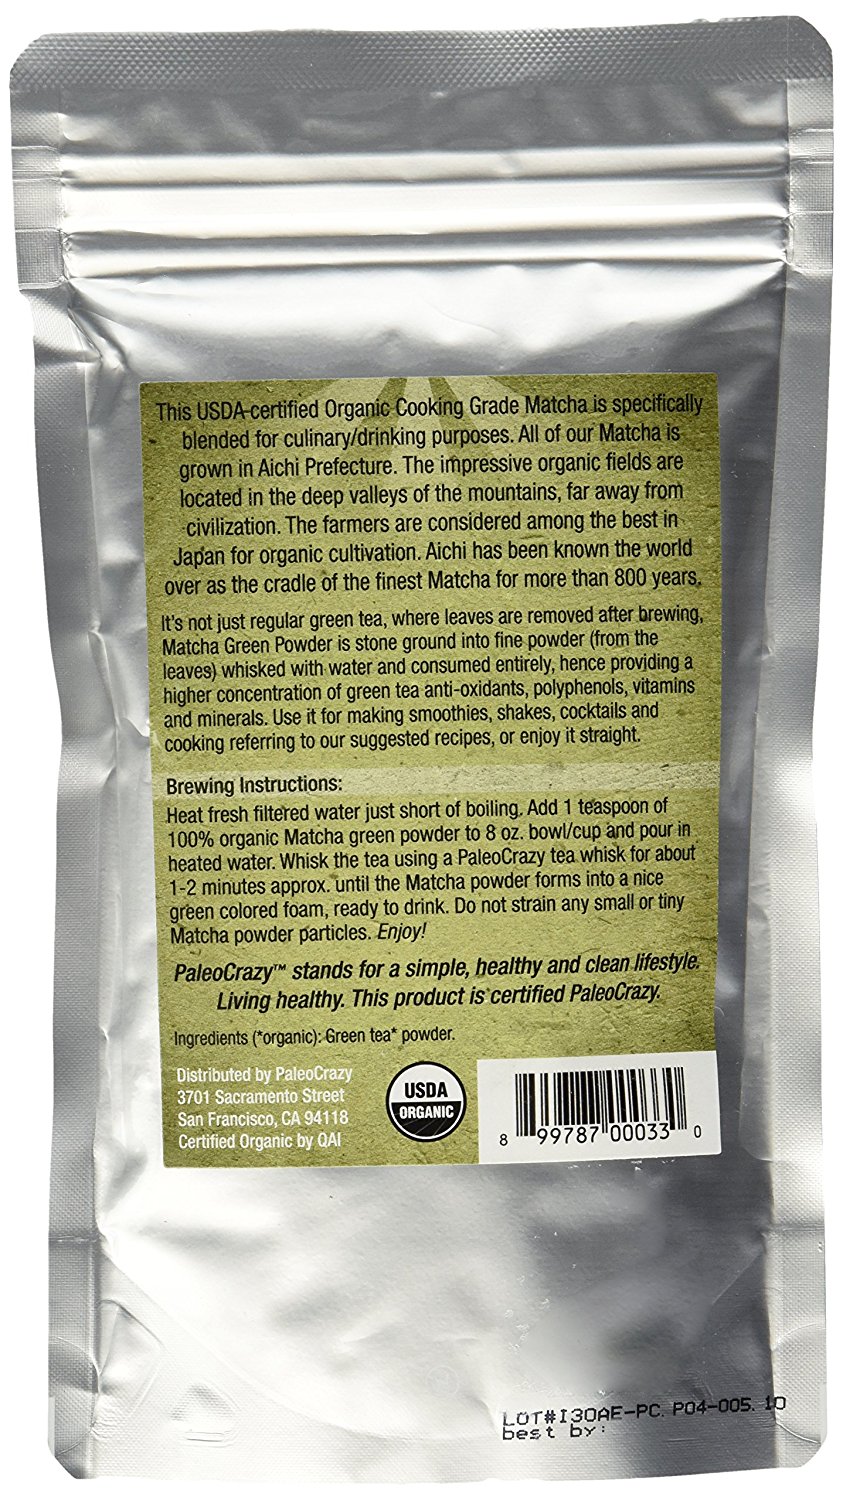 This USDA-certified Organic Cooking Grade Matcha is specifically
blended for culinary/drinking purposes. All of our Matcha is
grown in Aichi Prefecture. The impressive organic fields are
located in the deep valleys of the mountains, far away from
civilization. The farmers are considered among the best in
Japan for organic cultivation. Aichi has been known the world
over as the cradle of the finest Matcha for more than 800 years.
It's not just regular green tea, where leaves are removed after brewing,
Matcha Green Powder is stone ground into fine powder (from the
leaves) whisked with water and consumed entirely, hence providing a
higher concentration of green tea anti-oxidants, polyphenols, vitamins
and minerals. Use it for making smoothies, shakes, cocktails and
cooking referring to our suggested recipes, or enjoy it straight.
Brewing Instructions:
Heat fresh filtered water just short of boiling. Add 1 teaspoon of
100% organic Matcha green powder to 8 oz. bowl/cup and pour in
heated water. Whisk the tea using a PaleoCrazy tea whisk for about
1-2 minutes approx. until the Matcha powder forms into a nice
green colored foam, ready to drink. Do not strain any small or tiny
Matcha powder particles. Enjoy!
PaleoCrazy™ stands for a simple, healthy and clean lifestyle.
Living healthy. This product is certified PaleoCrazy.
Ingredients (*organic): Green tea* powder.
Distributed by PaleoCrazy
3701 Sacramento Street
San Francisco, CA 94118
Certified Organic by QAI
USDA
ORGANIC
8 99787 00033 0
LOT#I30AE-PC. P04-005. 10
best by: